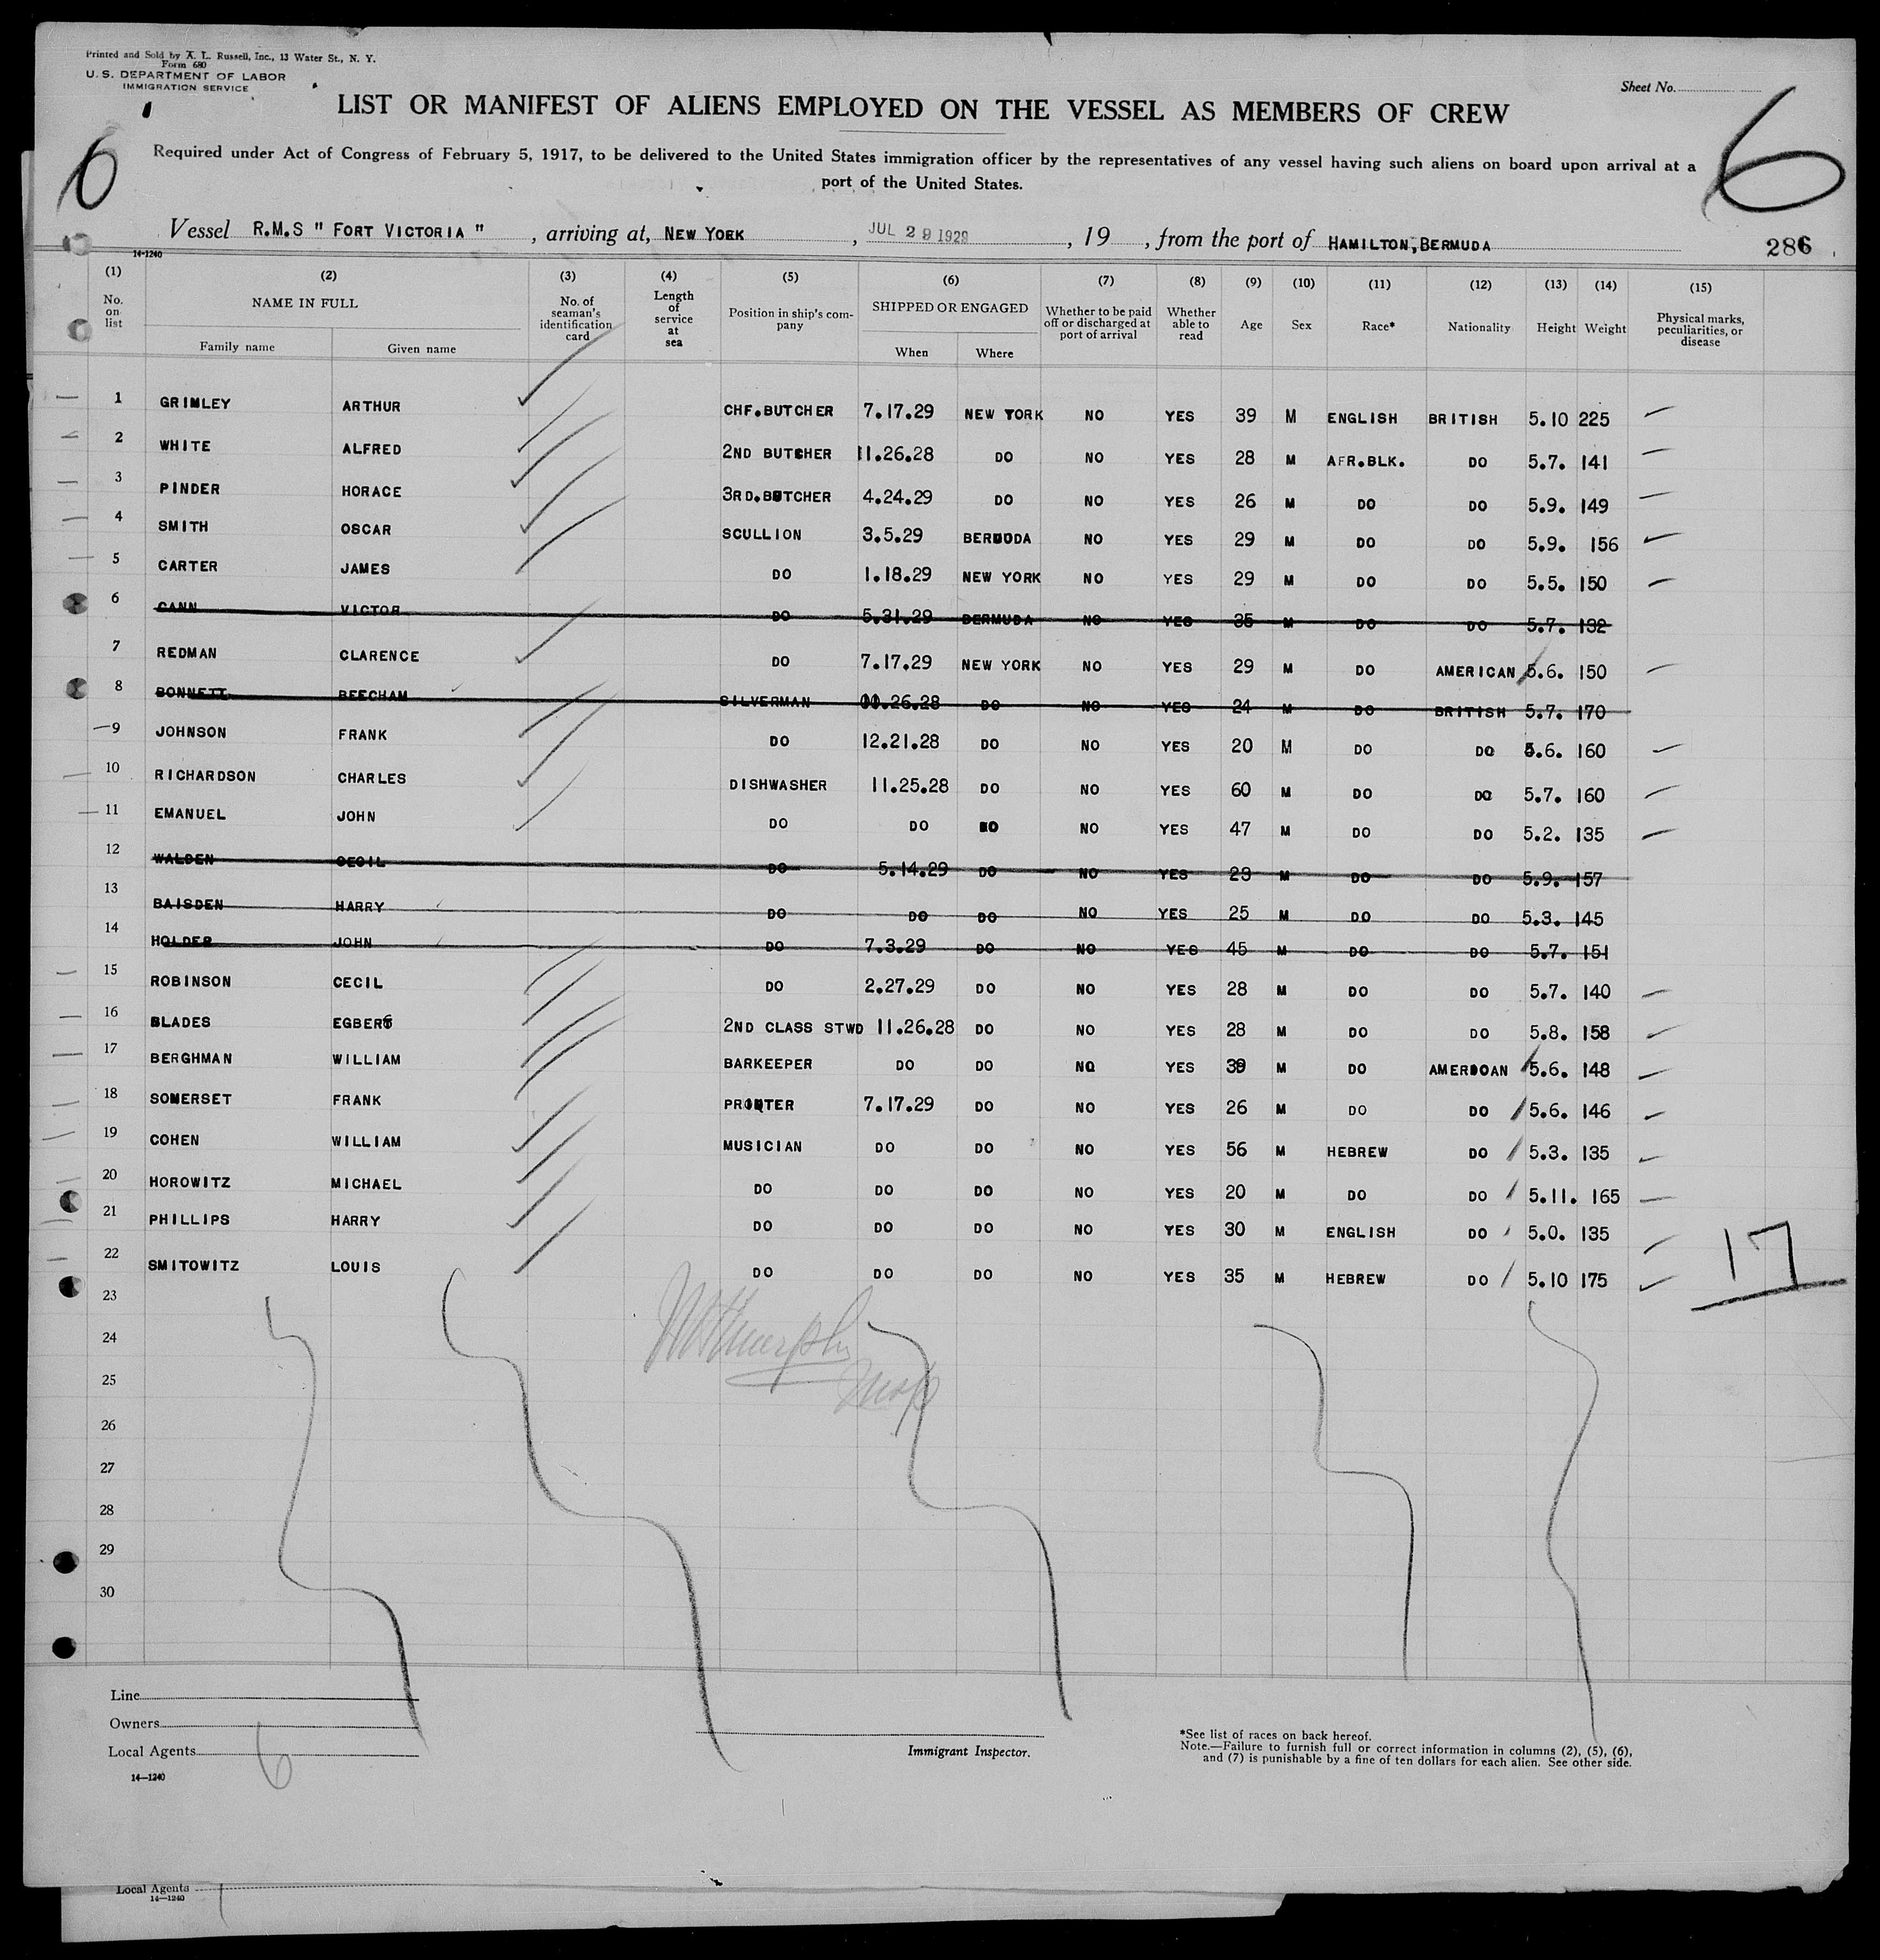 Printed and Sold by A. L. Russell, Inc., 13 Water St., N. Y.
Form 680
U. S. DEPARTMENT OF LABOR
IMMIGRATION SERVICE
Sheet No.
LIST OR MANIFEST OF ALIENS EMPLOYED ON THE VESSEL AS MEMBERS OF CREW
6 6
Required under Act of Congress of February 5, 1917, to be delivered to the United States immigration officer by the representatives of any vessel having such aliens on board upon arrival at a
port of the United States.
Vessel R.M.S " FORT VICTORIA " , arriving at, NEW YORK , JUL 29 1929 , 19 , from the port of HAMILTON, BERMUDA
286
14-1240
(1) (2) (3) (4) (5) (6) (7) (8) (9) (10) (11) (12) (13) (14) (15)
No. on list NAME IN FULL Family name Given name No. of seaman's identification card Length of service at sea Position in ship's company SHIPPED OR ENGAGED When Where Whether to be paid off or discharged at port of arrival Whether able to read Age Sex Race* Nationality Height Weight Physical marks, peculiarities, or disease
1 GRIMLEY ARTHUR CHF.BUTCHER 7.17.29 NEW YORK NO YES 39 M ENGLISH BRITISH 5.10 225
2 WHITE ALFRED 2ND BUTCHER 11.26.28 DO NO YES 28 M AFR.BLK. DO 5.7. 141
3 PINDER HORACE 3RD.BUTCHER 4.24.29 DO NO YES 26 M DO DO 5.9. 149
4 SMITH OSCAR SCULLION 3.5.29 BERMUDA NO YES 29 M DO DO 5.9. 156
5 CARTER JAMES DO 1.18.29 NEW YORK NO YES 29 M DO DO 5.5. 150
6 CANN VICTOR DO 5.31.29 BERMUDA NO YES 35 M DO DO 5.7. 132
7 REDMAN CLARENCE DO 7.17.29 NEW YORK NO YES 29 M DO AMERICAN 5.6. 150
8 BONNETT BEECHAM SILVERMAN 11.26.28 DO NO YES 24 M DO BRITISH 5.7. 170
9 JOHNSON FRANK DO 12.21.28 DO NO YES 20 M DO DO 5.6. 160
10 RICHARDSON CHARLES DISHWASHER 11.25.28 DO NO YES 60 M DO DO 5.7. 160
11 EMANUEL JOHN DO DO DO NO YES 47 M DO DO 5.2. 135
12 WALDEN CECIL DO 5.14.29 DO NO YES 23 M DO DO 5.9. 157
13 BAISDEN HARRY DO DO DO NO YES 25 M DO DO 5.3. 145
14 HOLDER JOHN DO 7.3.29 DO NO YES 45 M DO DO 5.7. 151
15 ROBINSON CECIL DO 2.27.29 DO NO YES 28 M DO DO 5.7. 140
16 BLADES EGBERT 2ND CLASS STWD 11.26.28 DO NO YES 28 M DO DO 5.8. 158
17 BERGHMAN WILLIAM BARKEEPER DO DO NO YES 39 M DO AMERDOAN 5.6. 148
18 SOMERSET FRANK PRINTER 7.17.29 DO NO YES 26 M DO DO 5.6. 146
19 COHEN WILLIAM MUSICIAN DO DO NO YES 56 M HEBREW DO 5.3. 135
20 HOROWITZ MICHAEL DO DO DO NO YES 20 M DO DO 5.11. 165
21 PHILLIPS HARRY DO DO DO NO YES 30 M ENGLISH DO 5.0. 135
22 SMITOWITZ LOUIS DO DO DO NO YES 35 M HEBREW DO 5.10 175
17
23
24
25
26
27
28
29
30
Line
Owners
Local Agents
6
14—1240
Immigrant Inspector.
*See list of races on back hereof.
Note.—Failure to furnish full or correct information in columns (2), (5), (6),
and (7) is punishable by a fine of ten dollars for each alien. See other side.
Local Agents
14—1240